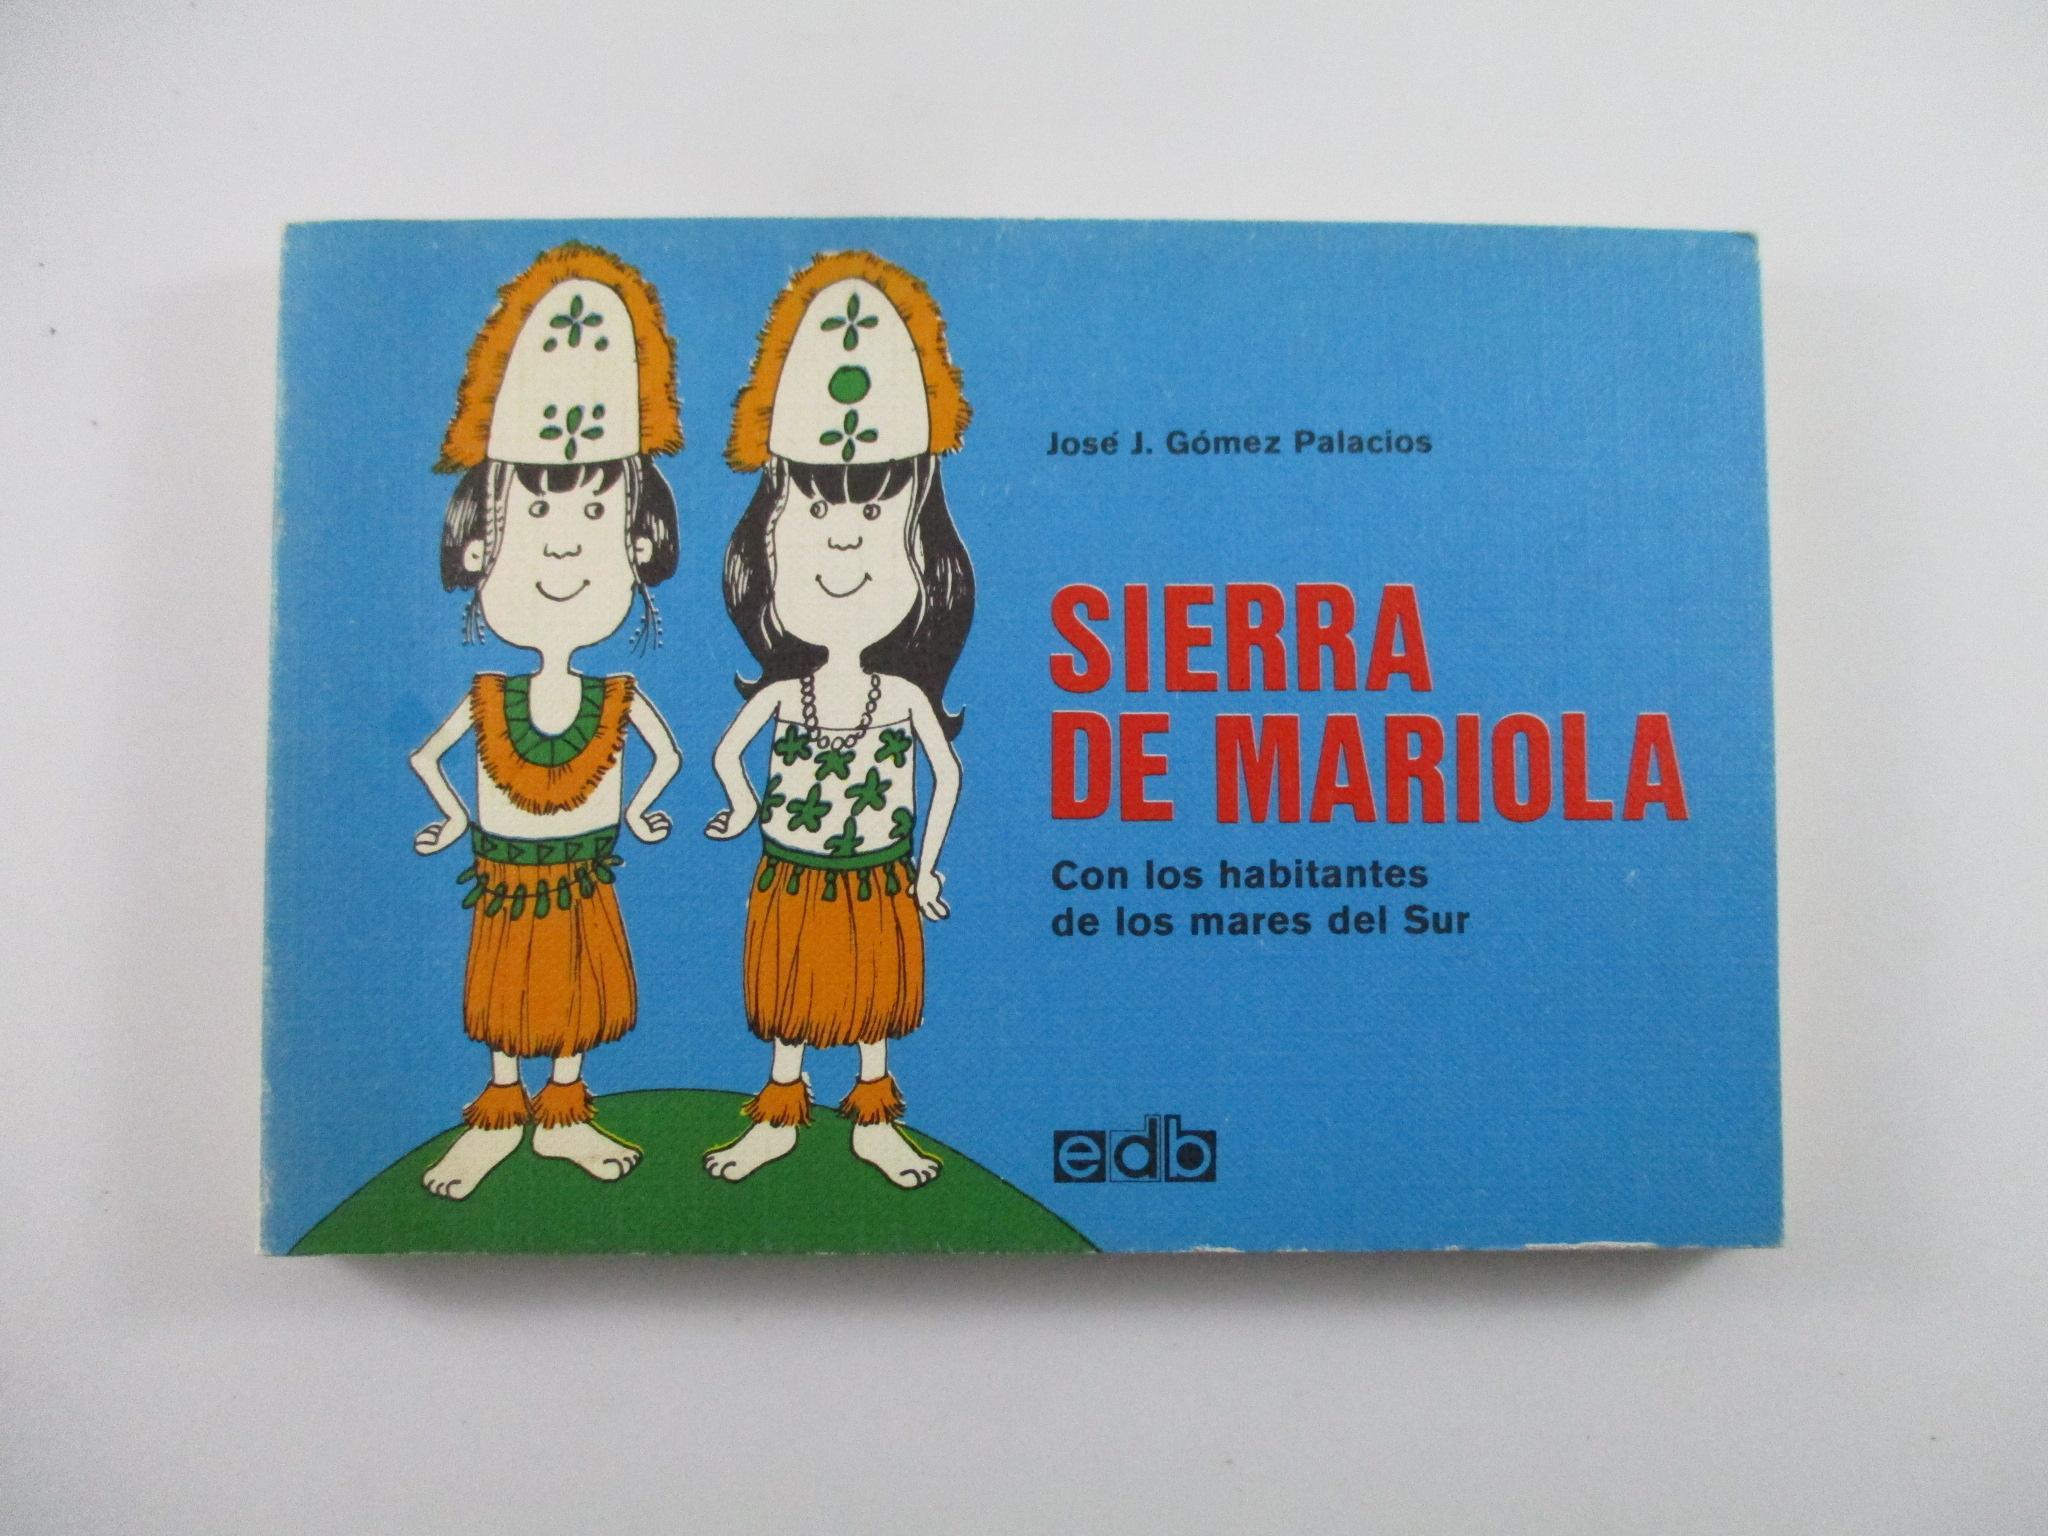 José J. Gómez Palacios
SIERRA
DE MARIOLA
Con los habitantes
de los mares del Sur
edb